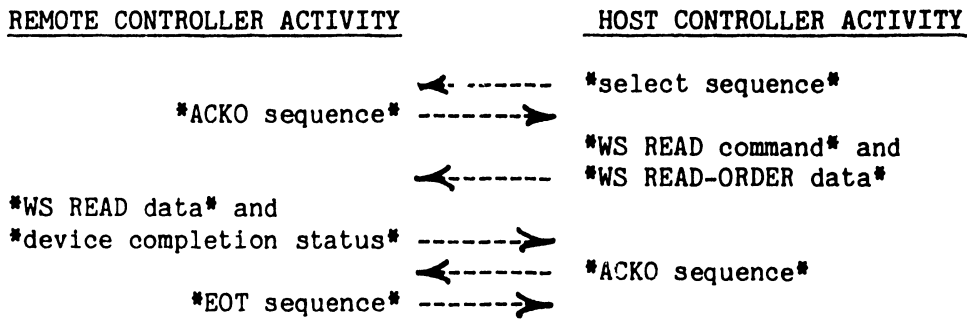 REMOTE CONTROLLER ACTIVITY HOST CONTROLLER ACTIVITY
*select sequence*
*ACKO sequence*
*WS READ command* and
*WS READ-ORDER data*
*WS READ data* and
*device completion status*
*ACKO sequence*
*EOT sequence*